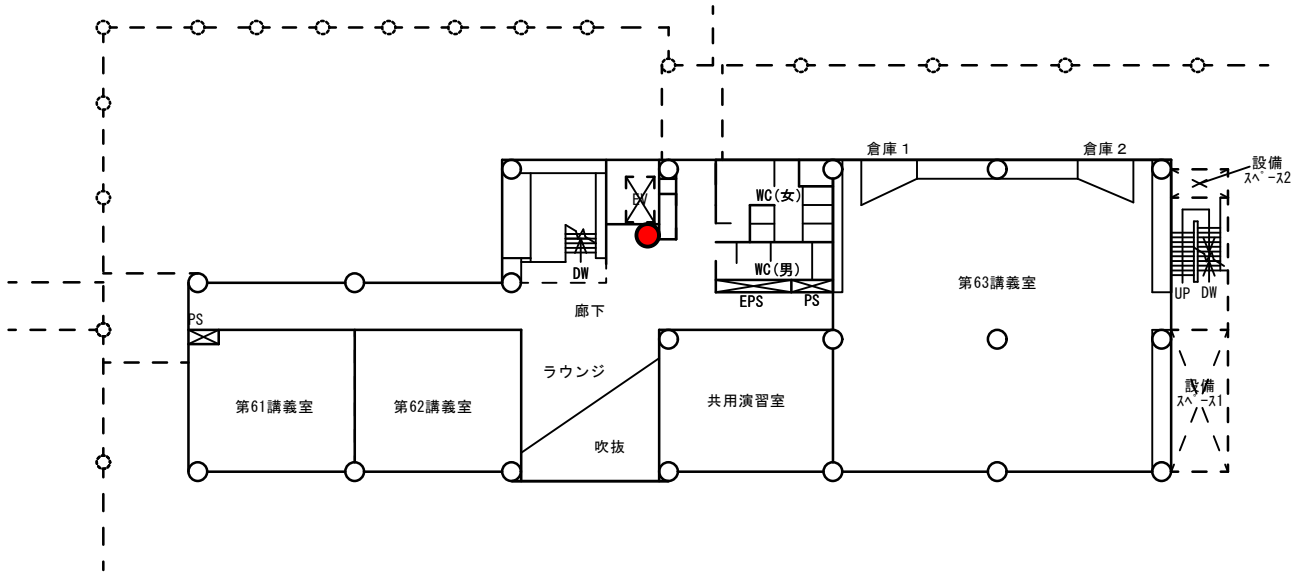 倉庫1
倉庫2
設備
スペース2
WC(女)
EV
WC(男)
DW
EPS
PS
第63講義室
UP
DW
廊下
PS
ラウンジ
第61講義室
第62講義室
共用演習室
設備
スペース1
吹抜